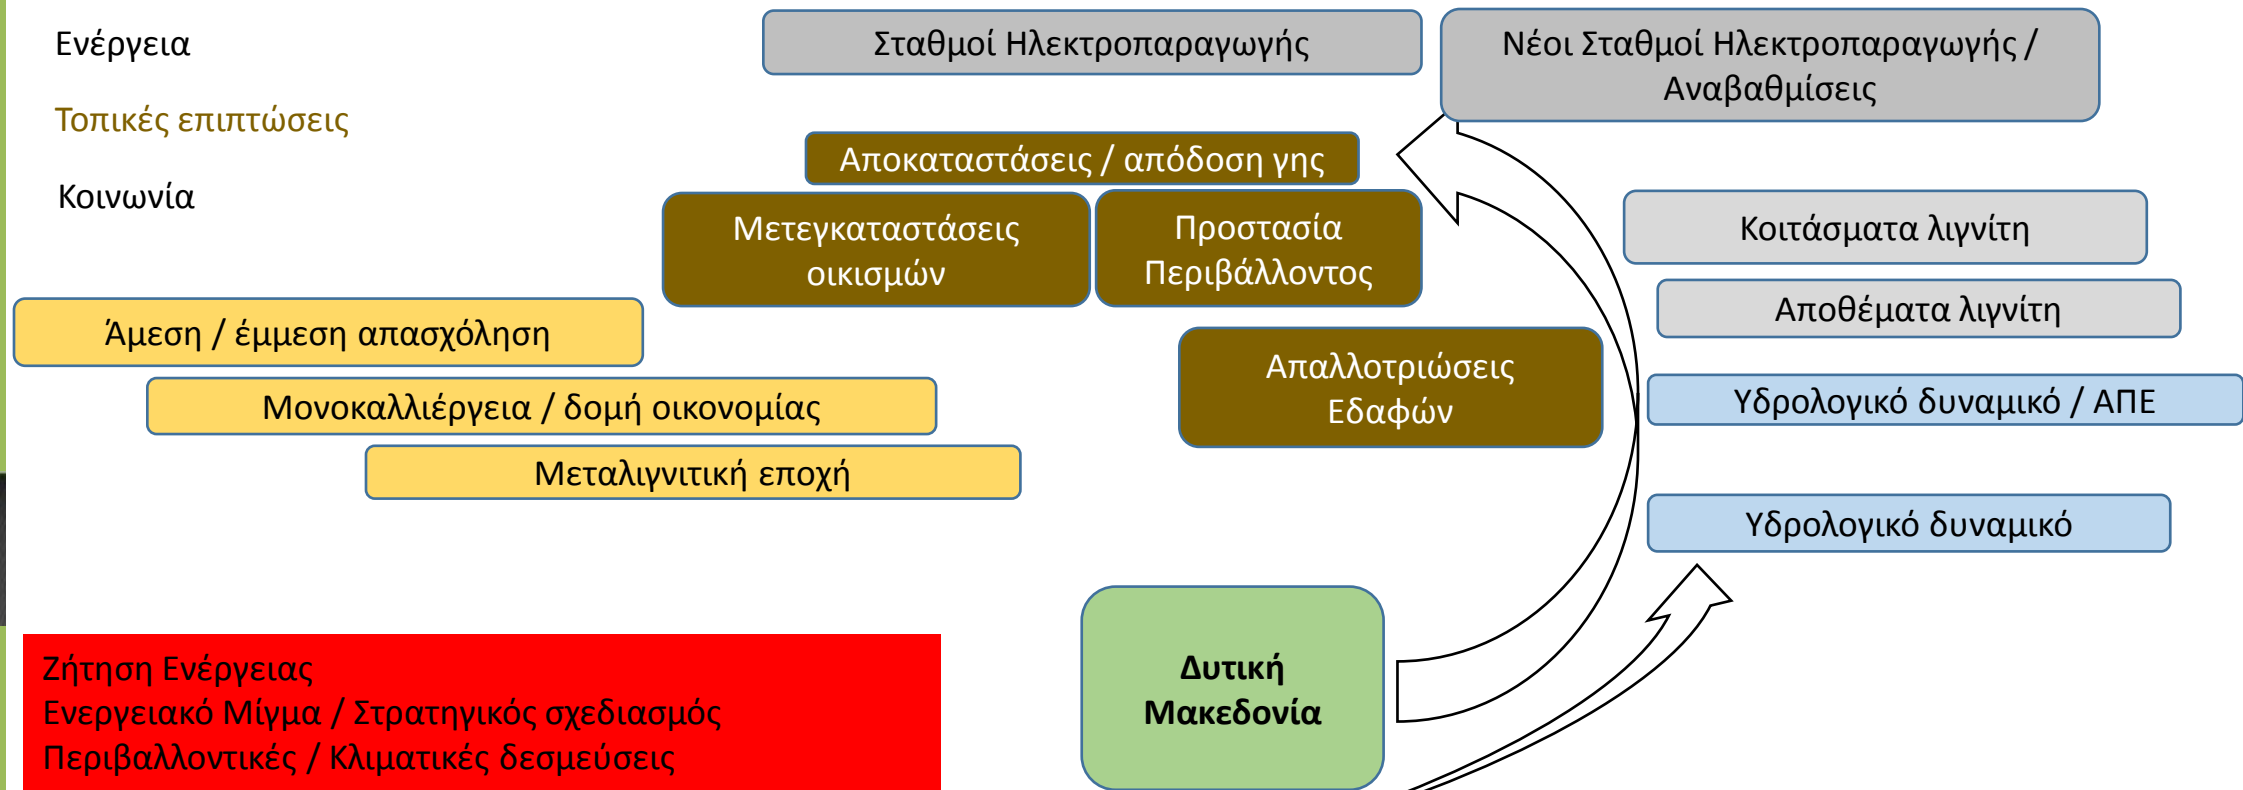 Ενέργεια
Τοπικές επιπτώσεις
Κοινωνία
Σταθμοί Ηλεκτροπαραγωγής
Νέοι Σταθμοί Ηλεκτροπαραγωγής /
Αναβαθμίσεις
Αποκαταστάσεις / απόδοση γης
Μετεγκαταστάσεις
οικισμών
Προστασία
Περιβάλλοντος
Κοιτάσματα λιγνίτη
Αποθέματα λιγνίτη
Άμεση / έμμεση απασχόληση
Απαλλοτριώσεις
Εδαφών
Μονοκαλλιέργεια / δομή οικονομίας
Υδρολογικό δυναμικό / ΑΠΕ
Μεταλιγνιτική εποχή
Υδρολογικό δυναμικό
Δυτική
Μακεδονία
Ζήτηση Ενέργειας
Ενεργειακό Μίγμα / Στρατηγικός σχεδιασμός
Περιβαλλοντικές / Κλιματικές δεσμεύσεις